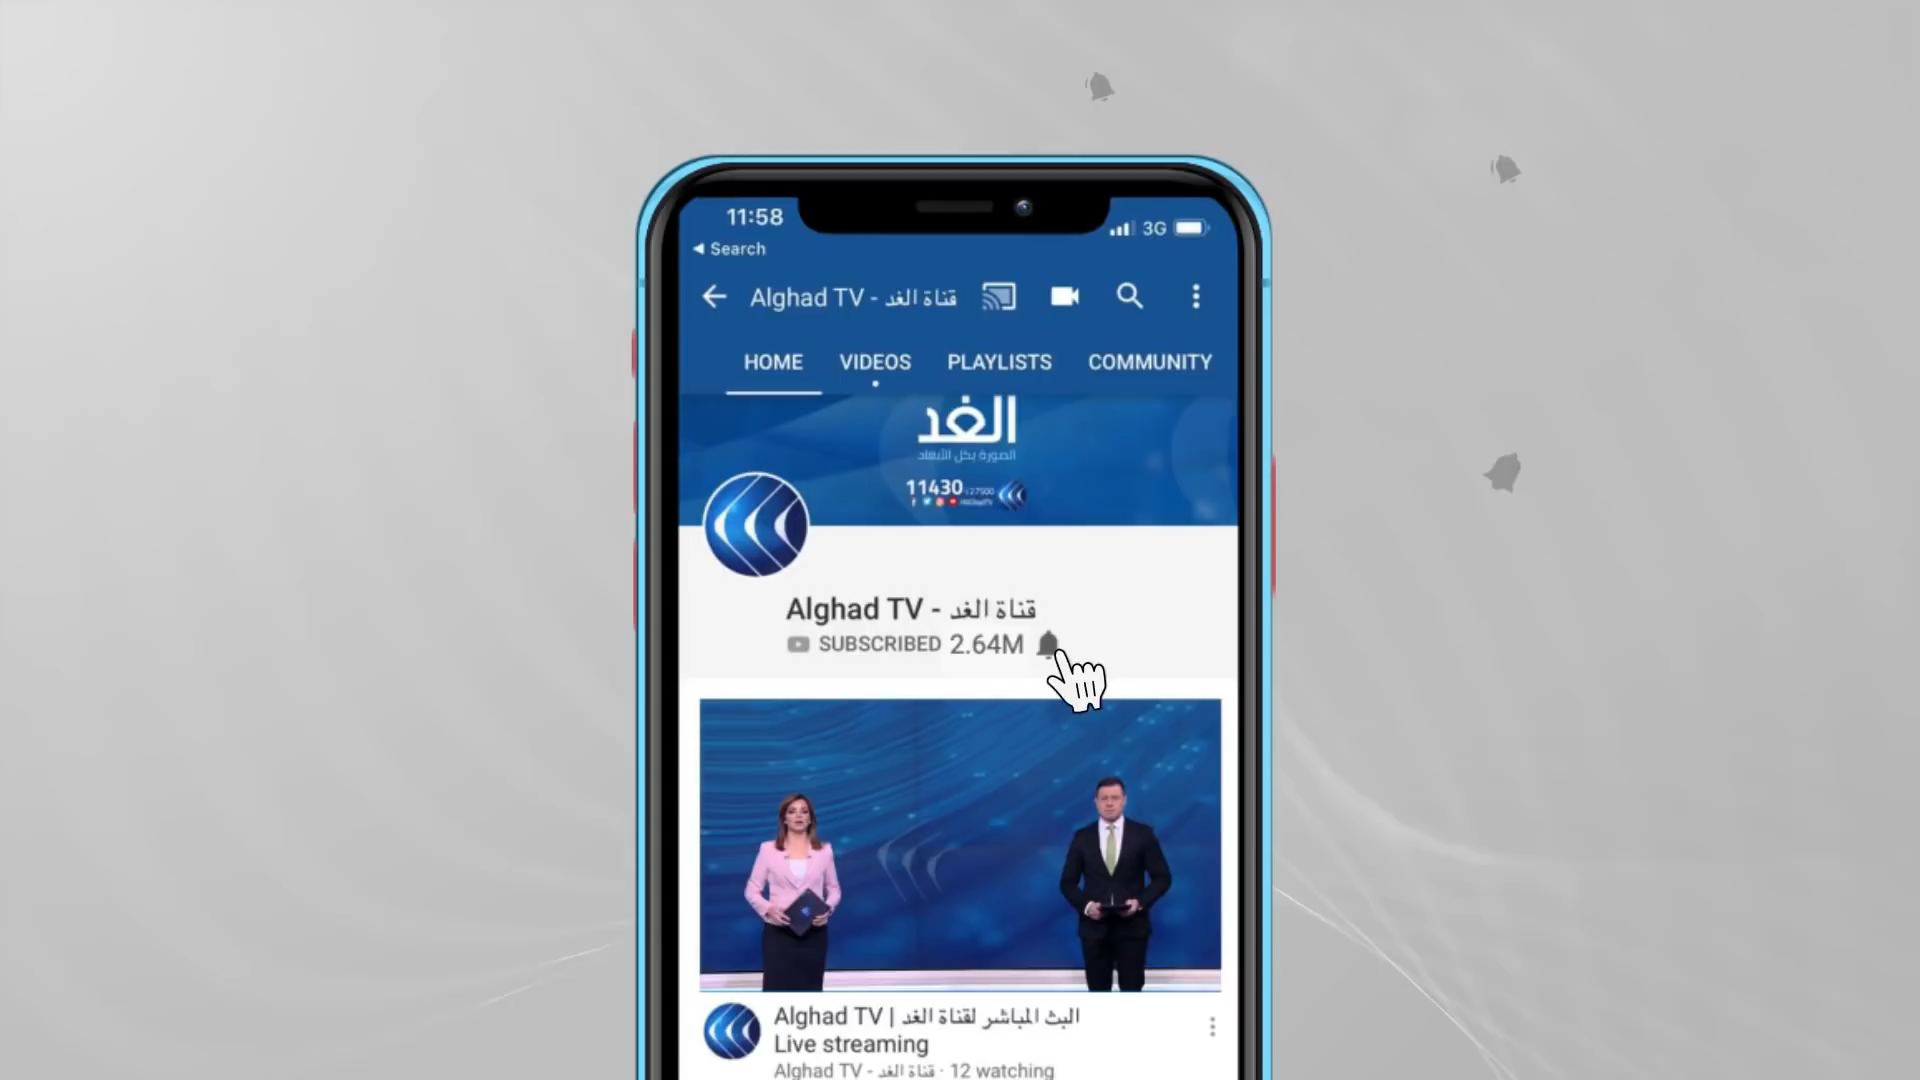 11:58
3G
◀ Search
Alghad TV - قناة الغد
HOME VIDEOS PLAYLISTS COMMUNITY
الغد
الصورة بكل الأبعاد
11430 27500
Alghad TV - قناة الغد
SUBSCRIBED 2.64M
Alghad TV | البث المباشر لقناة الغد
Live streaming
Alghad TV - قناة الغد · 12 watching